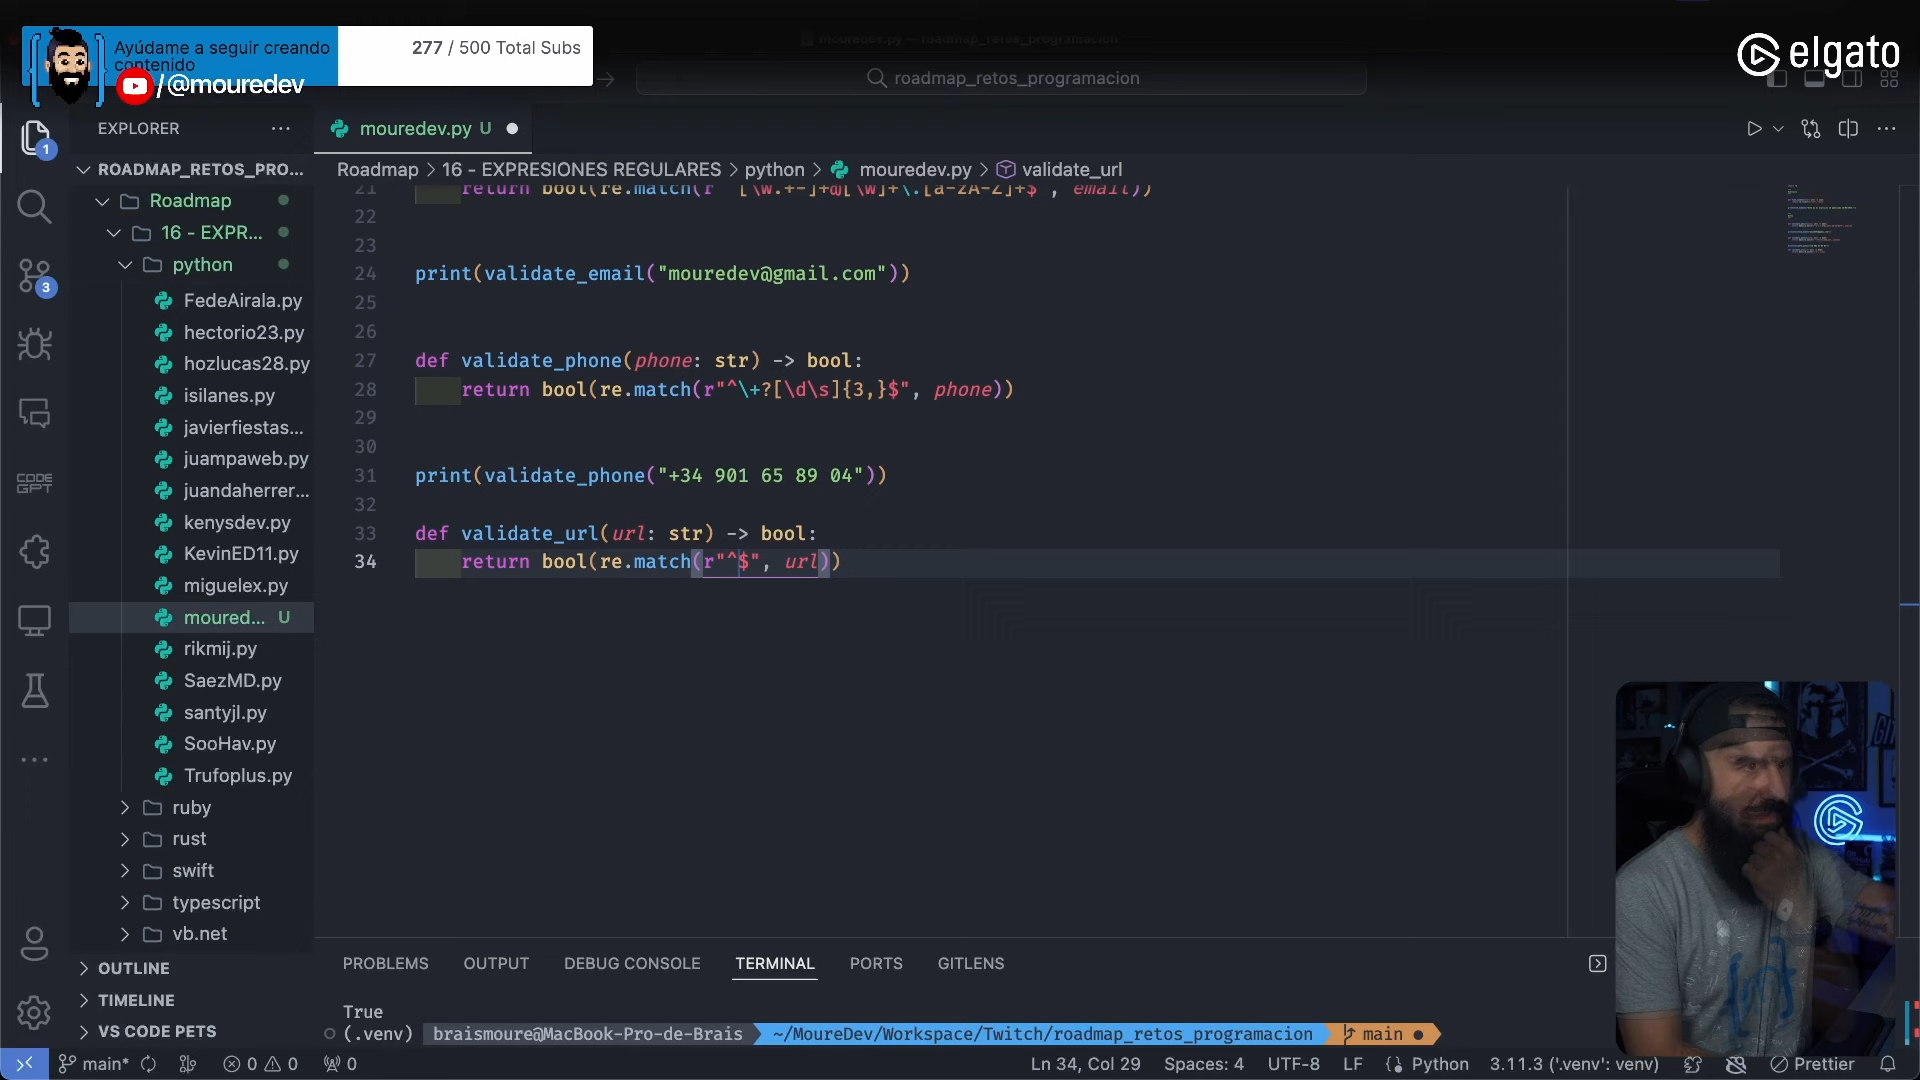 Ayúdame a seguir creando
contenido
/@mouredev
277 / 500 Total Subs
roadmap_retos_programacion
elgato
EXPLORER
mouredev.py U
ROADMAP_RETOS_PRO...
Roadmap > 16 - EXPRESIONES REGULARES > python > mouredev.py > validate_url
Roadmap
16 - EXPR...
python
FedeAirala.py
hectorio23.py
hozlucas28.py
isilanes.py
javierfiestas...
juampaweb.py
juandaherrer...
kenysdev.py
KevinED11.py
miguelex.py
moured... U
rikmij.py
SaezMD.py
santyjl.py
SooHav.py
Trufoplus.py
ruby
rust
swift
typescript
vb.net
OUTLINE
TIMELINE
VS CODE PETS
1
3
CODE
GPT
22
23
24 print(validate_email("mouredev@gmail.com"))
25
26
27 def validate_phone(phone: str) -> bool:
28 return bool(re.match(r"^\+?[\d\s]{3,}$", phone))
29
30
31 print(validate_phone("+34 901 65 89 04"))
32
33 def validate_url(url: str) -> bool:
34 return bool(re.match(r"^$", url))
PROBLEMS OUTPUT DEBUG CONSOLE TERMINAL PORTS GITLENS
True
(.venv) braismoure@MacBook-Pro-de-Brais ~/MoureDev/Workspace/Twitch/roadmap_retos_programacion main
main* 0 0 0 Ln 34, Col 29 Spaces: 4 UTF-8 LF Python 3.11.3 ('.venv': venv) Prettier